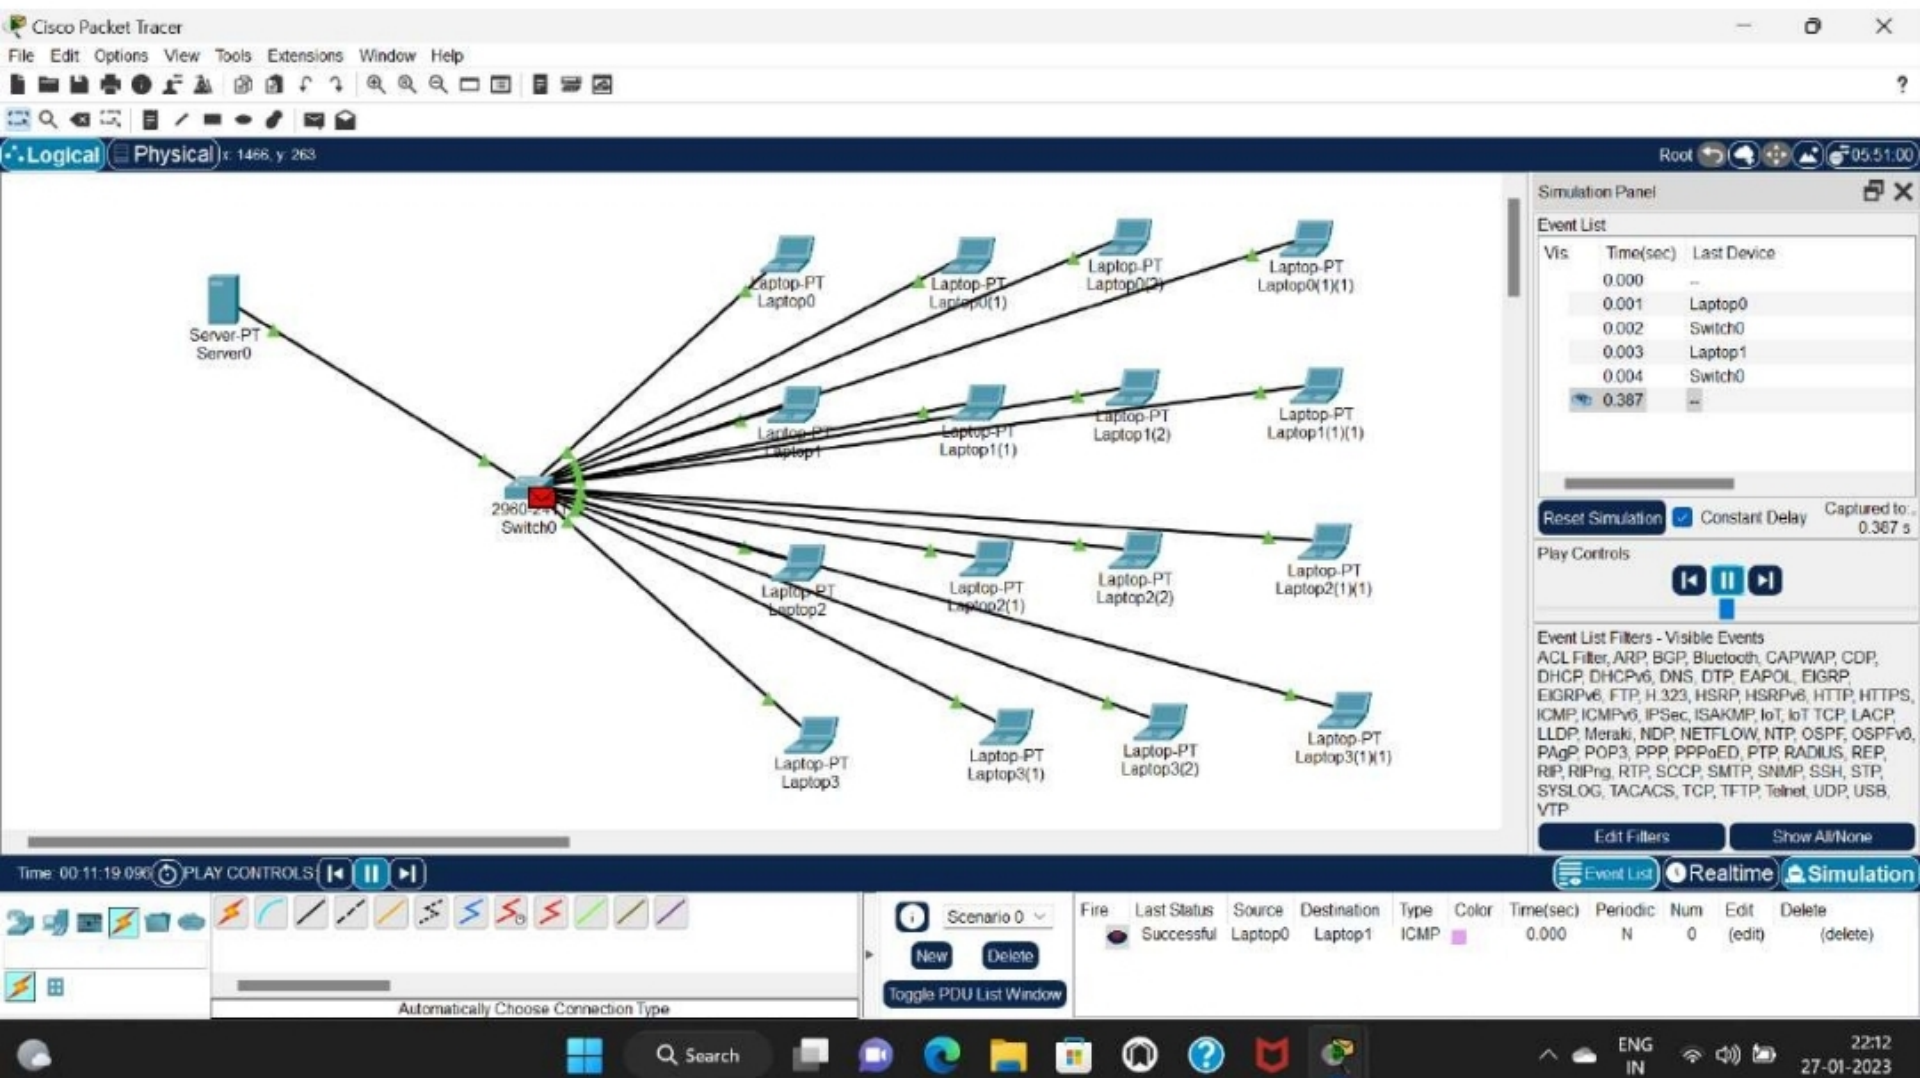 Cisco Packet Tracer
File Edit Options View Tools Extensions Window Help
?
Logical Physical x: 1466, y: 263
Root 05:51:00
Laptop-PT
Laptop0
Laptop-PT
Laptop0(1)
Laptop-PT
Laptop0(2)
Laptop-PT
Laptop0(1)(1)
Server-PT
Server0
Laptop-PT
Laptop1
Laptop-PT
Laptop1(1)
Laptop-PT
Laptop1(2)
Laptop-PT
Laptop1(1)(1)
Switch0
Laptop-PT
Laptop2
Laptop-PT
Laptop2(1)
Laptop-PT
Laptop2(2)
Laptop-PT
Laptop2(1)(1)
Laptop-PT
Laptop3
Laptop-PT
Laptop3(1)
Laptop-PT
Laptop3(2)
Laptop-PT
Laptop3(1)(1)
Simulation Panel
Event List
Vis. Time(sec) Last Device
0.000 --
0.001 Laptop0
0.002 Switch0
0.003 Laptop1
0.004 Switch0
0.387 --
Reset Simulation Constant Delay Captured to:
0.387 s
Play Controls
Event List Filters - Visible Events
ACL Filter, ARP, BGP, Bluetooth, CAPWAP, CDP,
DHCP, DHCPv6, DNS, DTP, EAPOL, EIGRP,
EIGRPv6, FTP, H.323, HSRP, HSRPv6, HTTP, HTTPS,
ICMP, ICMPv6, IPSec, ISAKMP, IoT, IoT TCP, LACP,
LLDP, Meraki, NDP, NETFLOW, NTP, OSPF, OSPFv6,
PAgP, POP3, PPP, PPPoED, PTP, RADIUS, REP,
RIP, RIPng, RTP, SCCP, SMTP, SNMP, SSH, STP,
SYSLOG, TACACS, TCP, TFTP, Telnet, UDP, USB,
VTP
Edit Filters Show All/None
Time: 00:11:19.096 PLAY CONTROLS:
Event List Realtime Simulation
Automatically Choose Connection Type
Scenario 0
New Delete
Toggle PDU List Window
Fire Last Status Source Destination Type Color Time(sec) Periodic Num Edit Delete
Successful Laptop0 Laptop1 ICMP 0.000 N 0 (edit) (delete)
Search
ENG
IN
22:12
27-01-2023